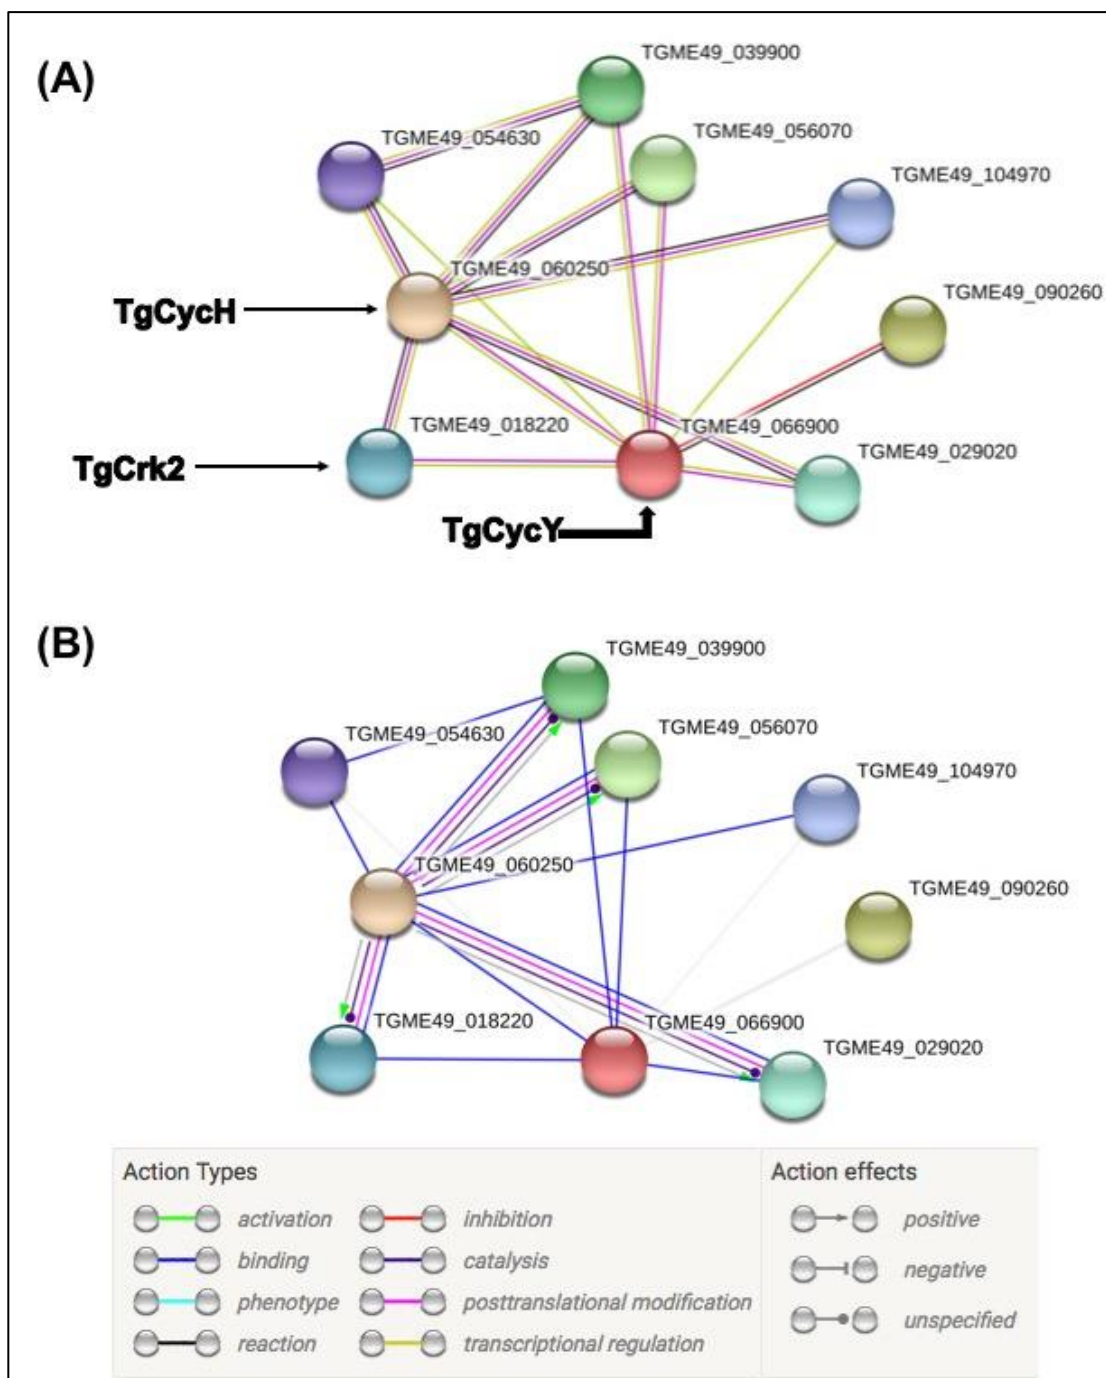 (A)
TGME49_039900
TGME49_054630
TGME49_056070
TGME49_104970
TGME49_060250
TGME49_090260
TgCycH
TGME49_018220
TGME49_066900
TGME49_029020
TgCrk2
TgCycY
(B)
TGME49_039900
TGME49_054630
TGME49_056070
TGME49_104970
TGME49_060250
TGME49_090260
TGME49_018220
TGME49_066900
TGME49_029020
Action Types
activation
inhibition
binding
catalysis
phenotype
posttranslational modification
reaction
transcriptional regulation
Action effects
positive
negative
unspecified